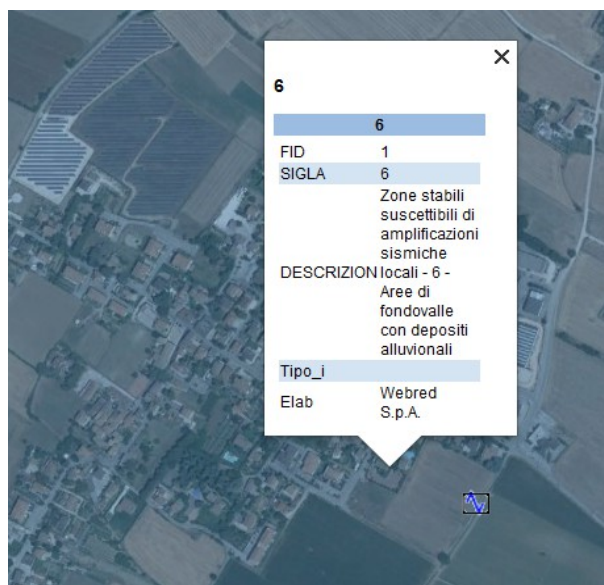 6
6
FID 1
SIGLA 6
Zone stabili
suscettibili di
amplificazioni
sismiche
DESCRIZION locali - 6 -
Aree di
fondovalle
con depositi
alluvionali
Tipo_i
Elab Webred
S.p.A.